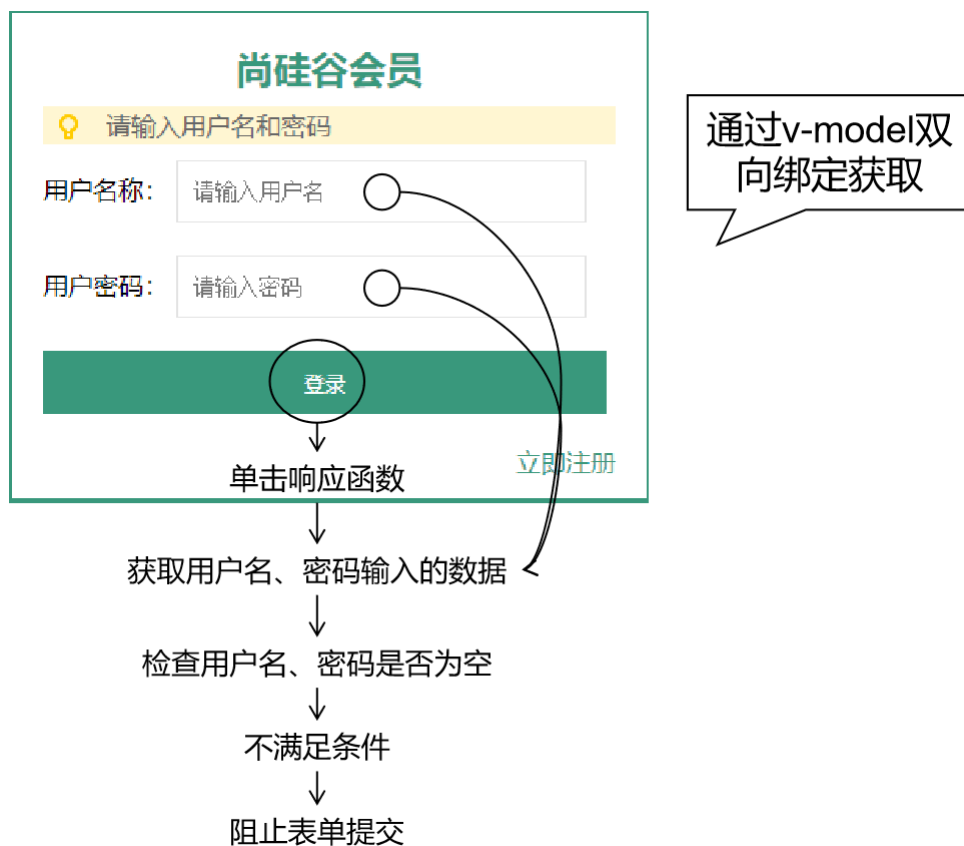 尚硅谷会员
请输入用户名和密码
通过v-model双
向绑定获取
用户名称：
请输入用户名
用户密码：
请输入密码
登录
立即注册
单击响应函数
获取用户名、密码输入的数据
检查用户名、密码是否为空
不满足条件
阻止表单提交